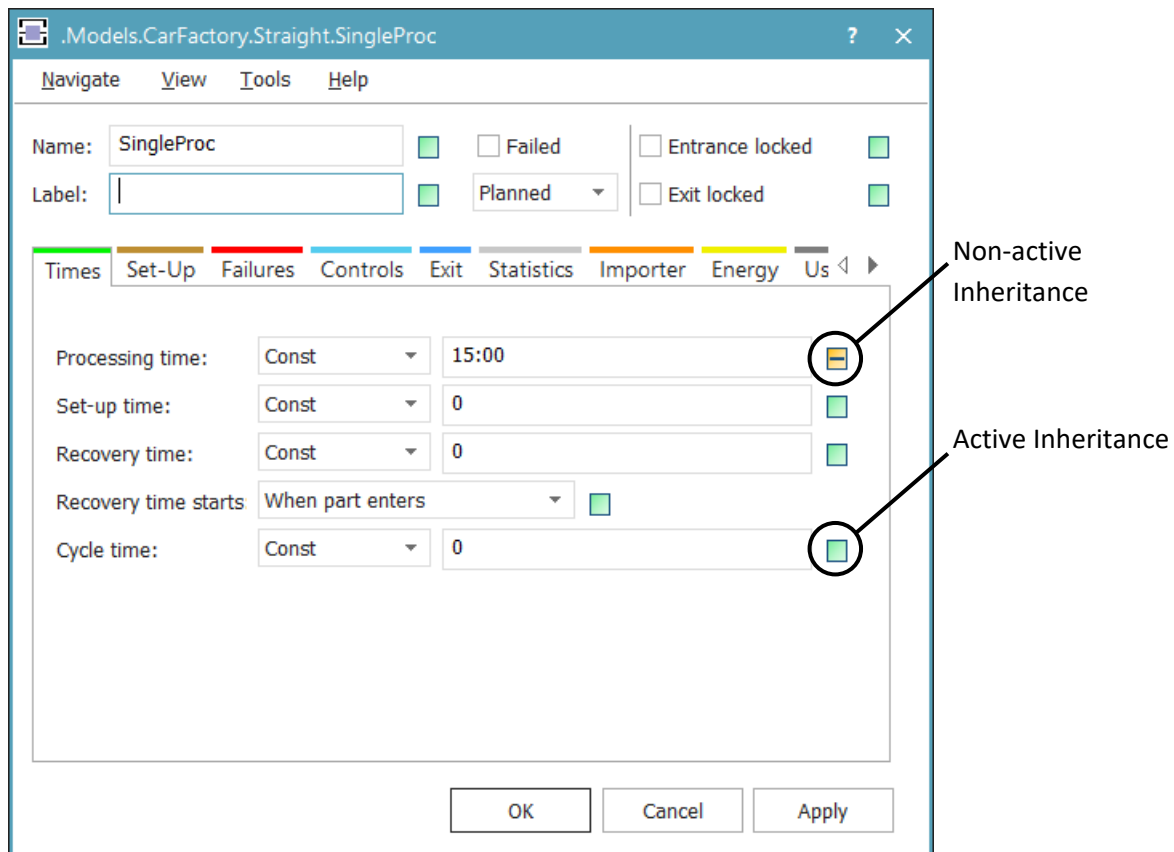 .Models.CarFactory.Straight.SingleProc ? ×
Navigate View Tools Help
Name: SingleProc Failed Entrance locked
Label: Planned Exit locked
Times Set-Up Failures Controls Exit Statistics Importer Energy Us
Non-active
Inheritance
Processing time: Const 15:00
Set-up time: Const 0
Active Inheritance
Recovery time: Const 0
Recovery time starts When part enters
Cycle time: Const 0
OK Cancel Apply